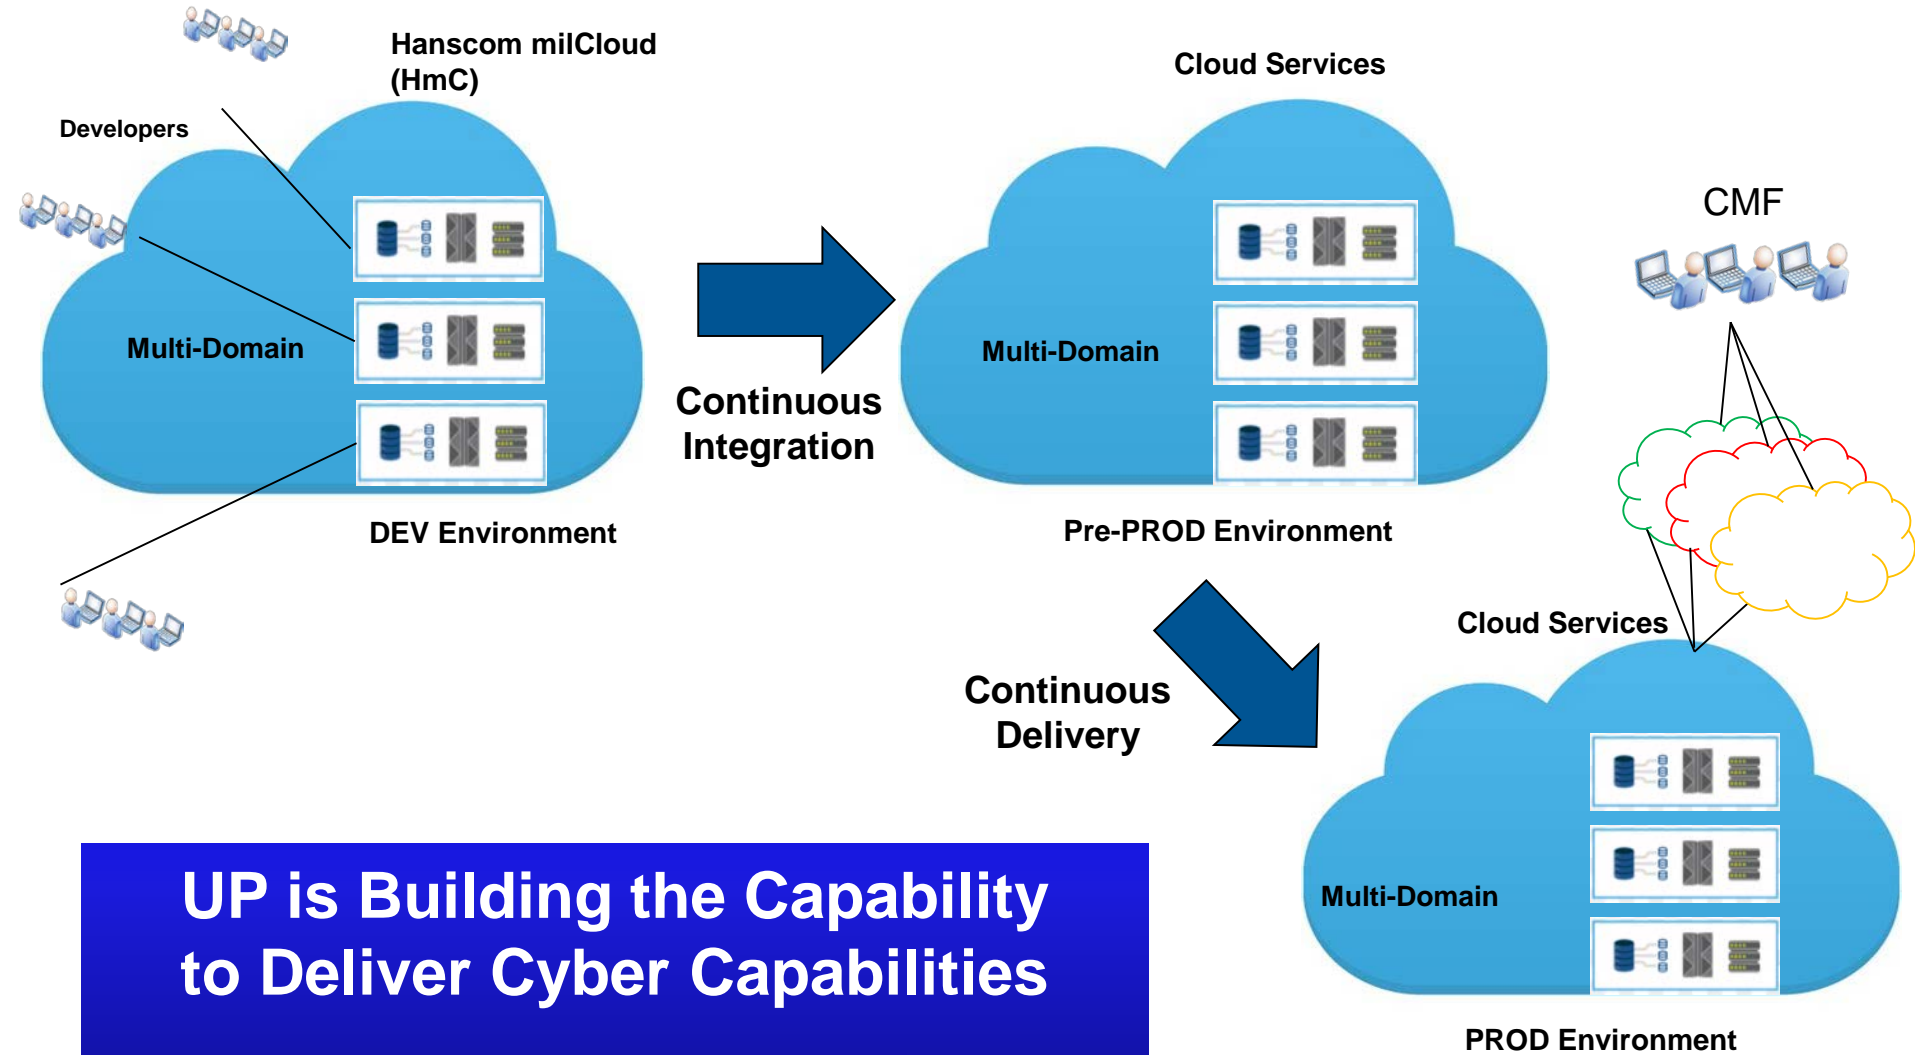 Hanscom milCloud
(HmC)
Developers
Multi-Domain
DEV Environment
Continuous
Integration
Cloud Services
Multi-Domain
Pre-PROD Environment
CMF
Continuous
Delivery
Cloud Services
Multi-Domain
PROD Environment
UP is Building the Capability
to Deliver Cyber Capabilities